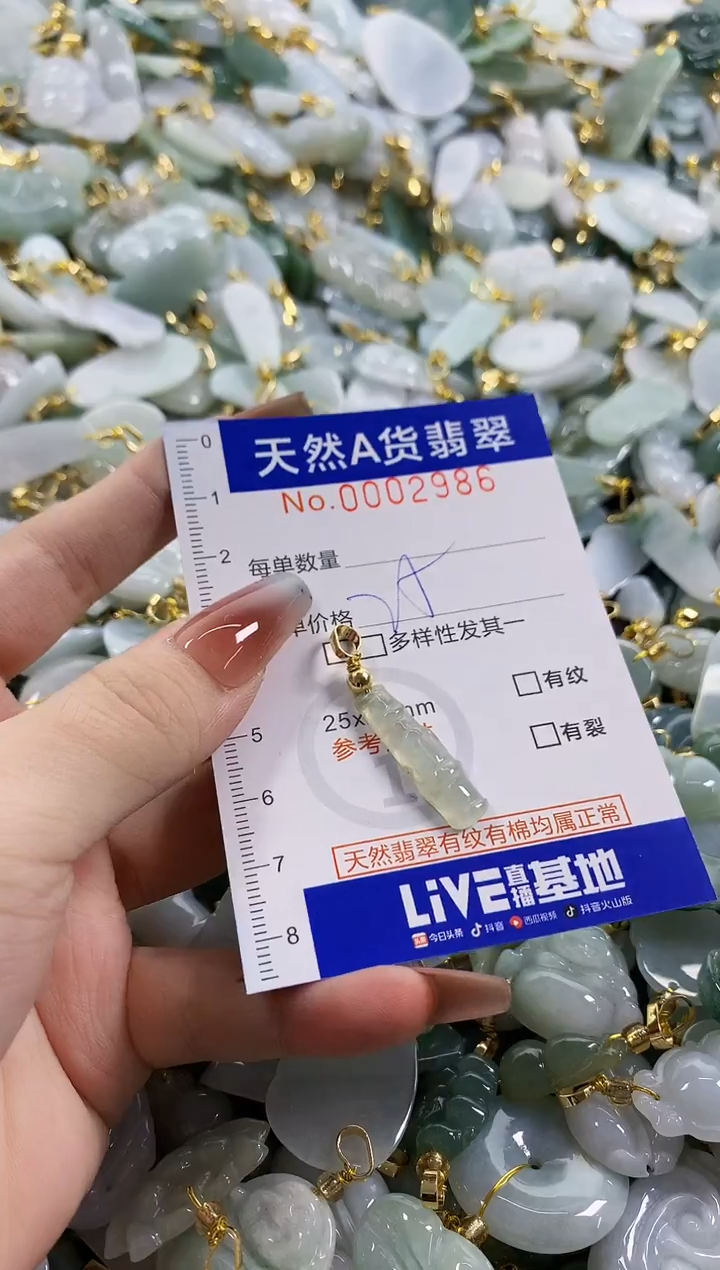 天然A货翡翠
No.0002986
每单数量
单价格
多样性发其一
有纹
25x mm
有裂
参考
天然翡翠有纹有棉均属正常
LiVE直播基地
今日头条 抖音 西瓜视频 抖音火山版
0
1
2
5
6
7
8